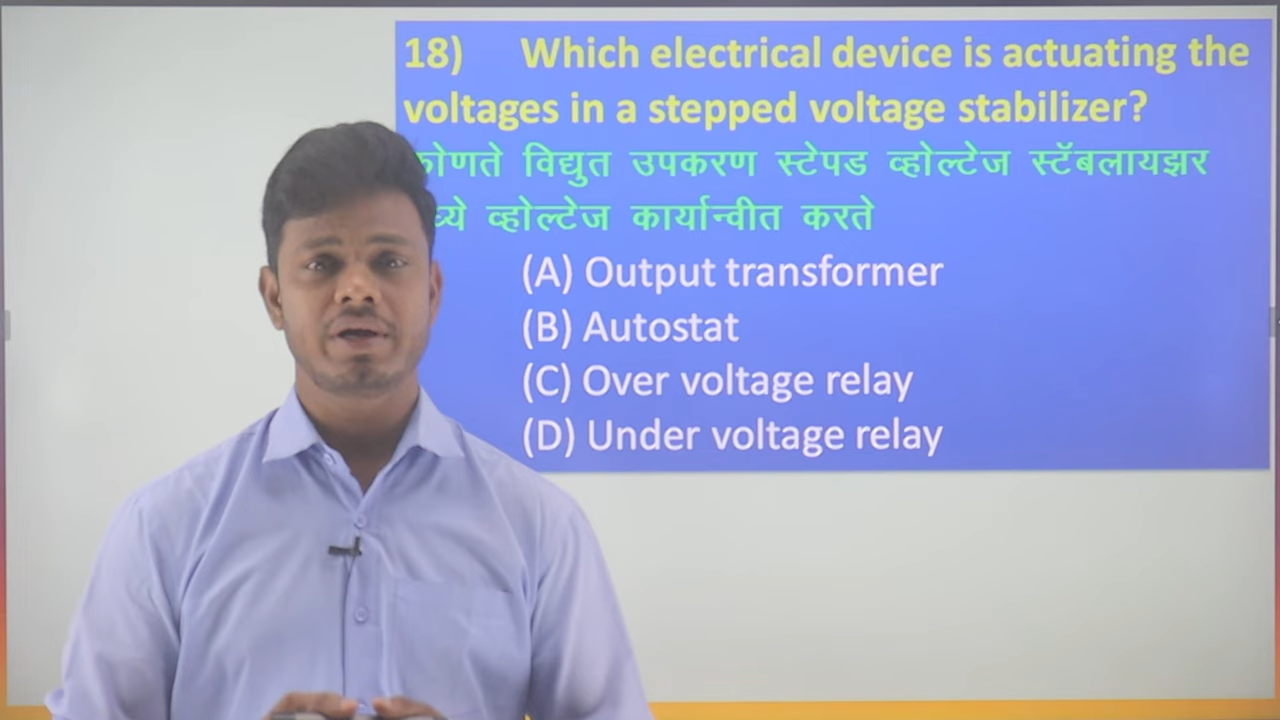 18) Which electrical device is actuating the
voltages in a stepped voltage stabilizer?
विद्युत उपकरण स्टेपड व्होल्टेज स्टॅबलायझर
व्होल्टेज कार्यान्वीत करते
(A) Output transformer
(B) Autostat
(C) Over voltage relay
(D) Under voltage relay